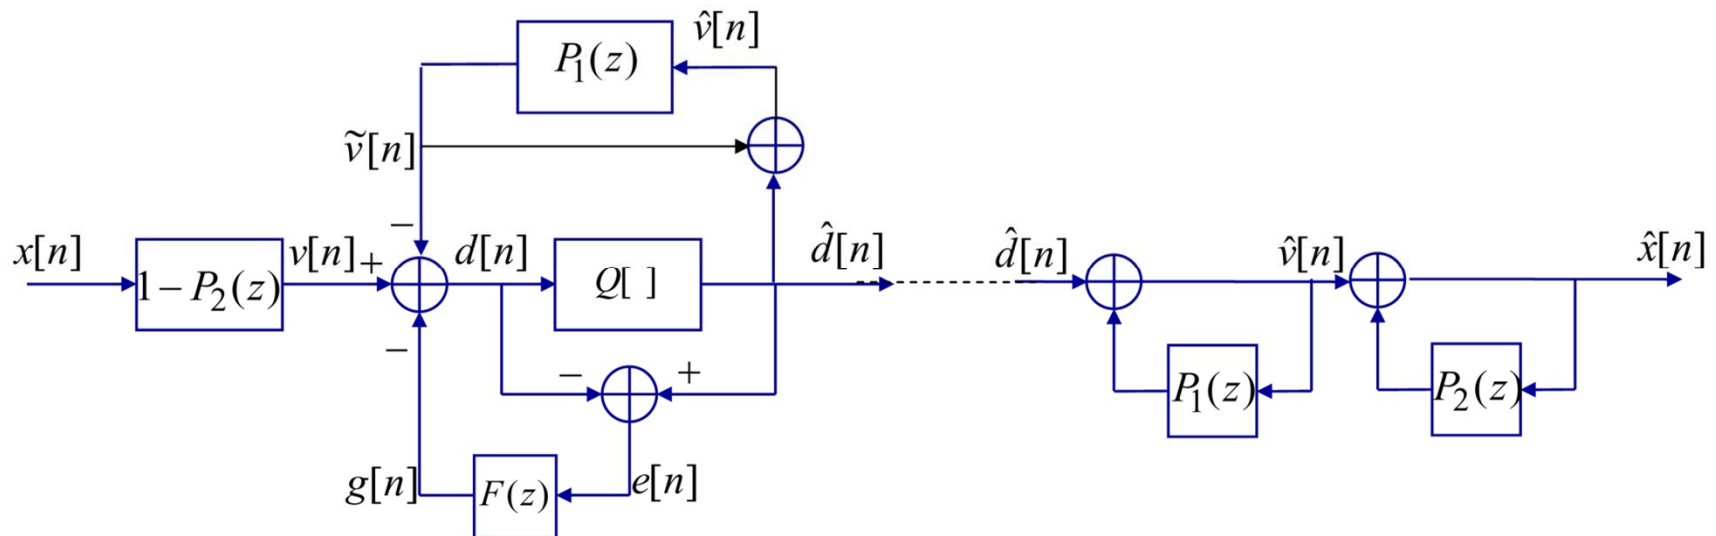 P₁(z)
v̂[n]
ṽ[n]
−
x[n]
1 − P₂(z)
v[n]
+
d[n]
Q[ ]
d̂[n]
d̂[n]
v̂[n]
x̂[n]
−
−
+
P₁(z)
P₂(z)
g[n]
F(z)
e[n]